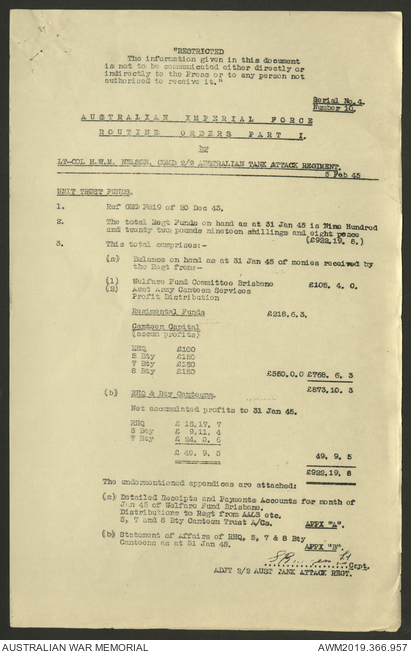 "RESTRICTED
The information given in this document
is not to be communicated either directly or
indirectly to the Press or to any person not
authorised to receive it."
Serial No. 4.
Number 10.
AUSTRALIAN IMPERIAL FORCE
ROUTINE ORDERS PART I.
by
LT-COL H.W.M. NELSON, COMD 2/2 AUSTRALIAN TANK ATTACK REGIMENT.
5 Feb 45
UNIT TRUST FUNDS.
1. Ref GRO F219 of 20 Dec 43.
2. The total Regt Funds on hand as at 31 Jan 45 is Nine Hundred
and twenty two pounds nineteen shillings and eight pence
(£922.19. 8.)
3. This total comprises:-
(a) Balance on hand as at 31 Jan 45 of monies received by
the Regt from:-
(1) Welfare Fund Committee Brisbane £105. 4. 0.
(2) Aust Army Canteen Services
Profit Distribution
Regimental Funds £218.6.3.
Canteen Capital
(accum profits)
RHQ £100
5 Bty £150
7 Bty £150
8 Bty £150 £550.0.0 £768. 6. 3
£873.10. 3
(b) RHQ & Bty Canteens.
Net accumulated profits to 31 Jan 45.
RHQ
Bty £ 9.11. 4
7 Bty £ 24. 0. 6
£ 49. 9. 5 49. 9. 5
£922.19. 8
The undermentioned appendices are attached:
(a) Detailed Receipts and Payments Accounts for month of
Jan 45 of Welfare Fund Brisbane.
Distributions to Regt from AACS etc.
5, 7 and 8 Bty Canteen Trust A/Cs. APPX "A".
(b) Statement of Affairs of RHQ, 5, 7 & 8 Bty
Canteens as at 31 Jan 45. APPX "B".
Capt.
ADJT 2/2 AUST TANK ATTACK REGT.
AUSTRALIAN WAR MEMORIAL
AWM2019.366.957